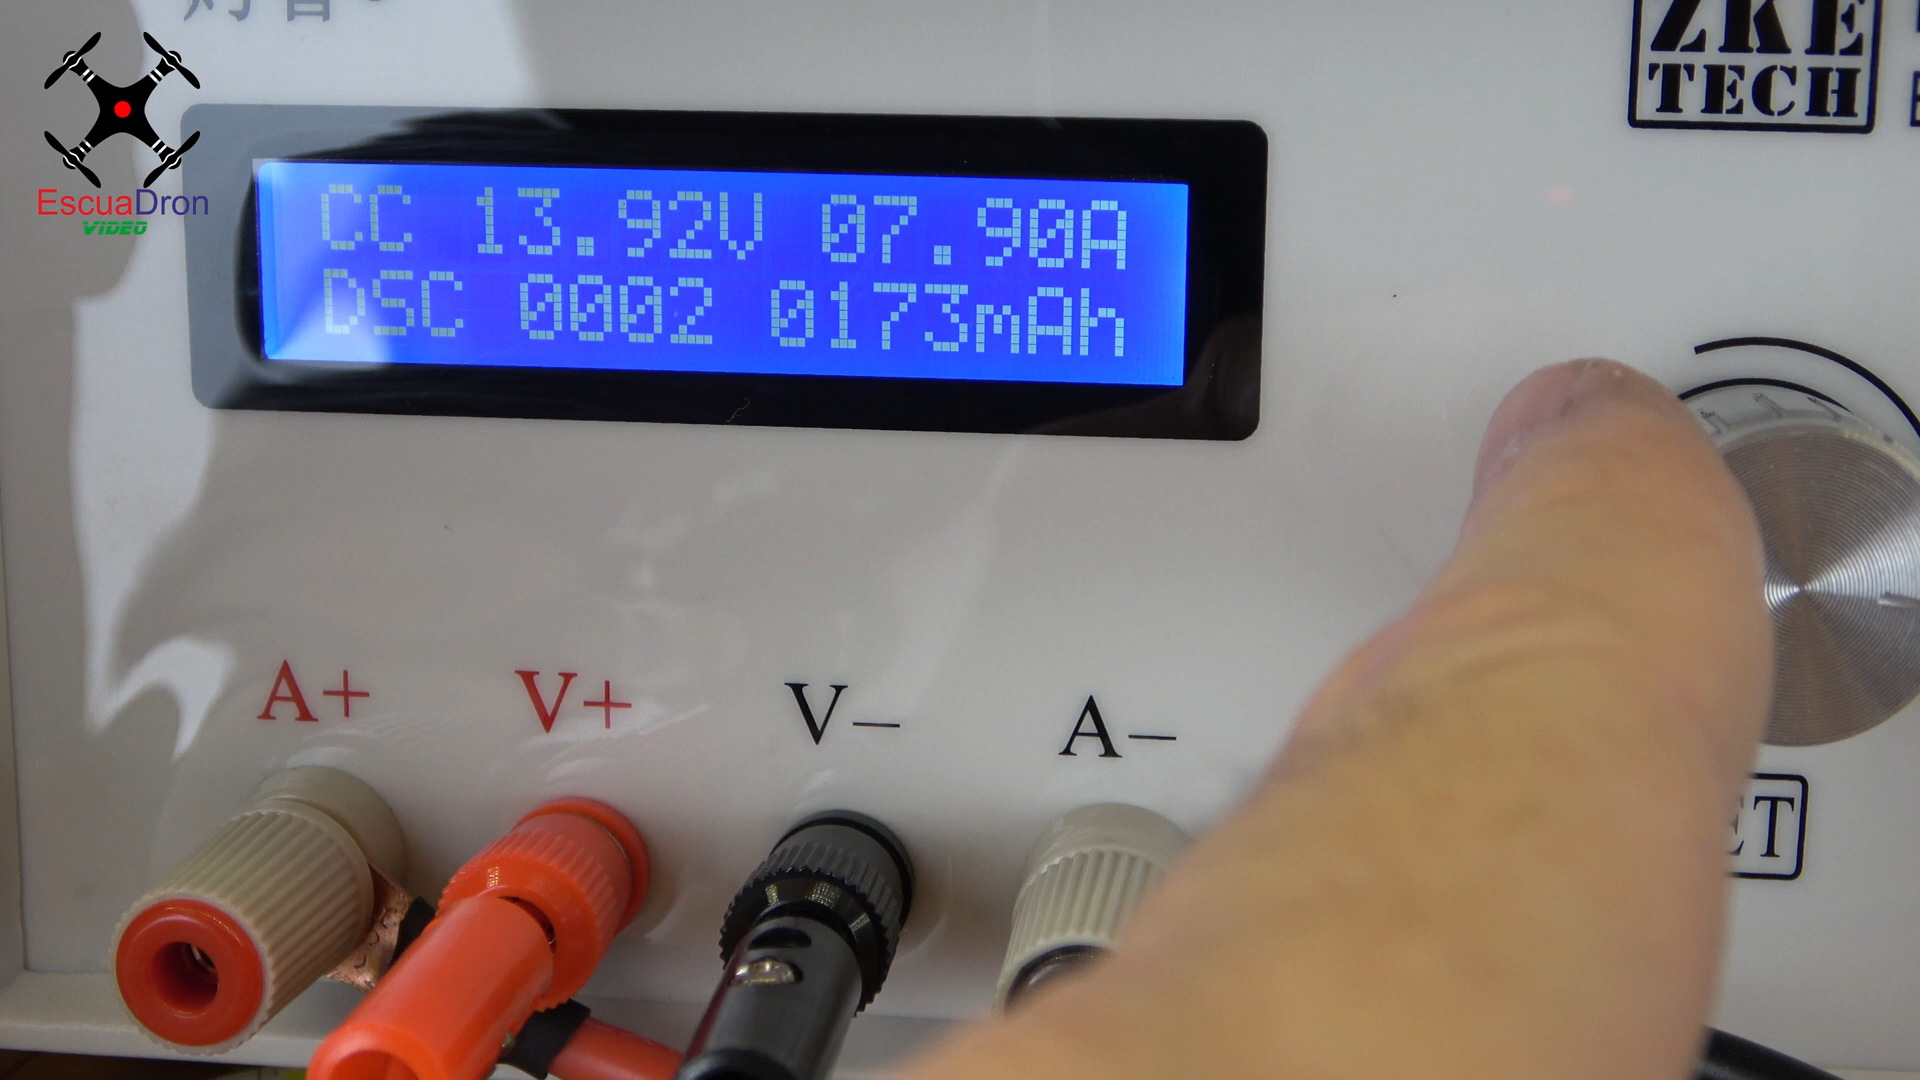 EscuaDron
VIDEO
ZKE
TECH
CC 13.92V 07.90A
DSC 0002 0173mAh
A+ V+ V– A–